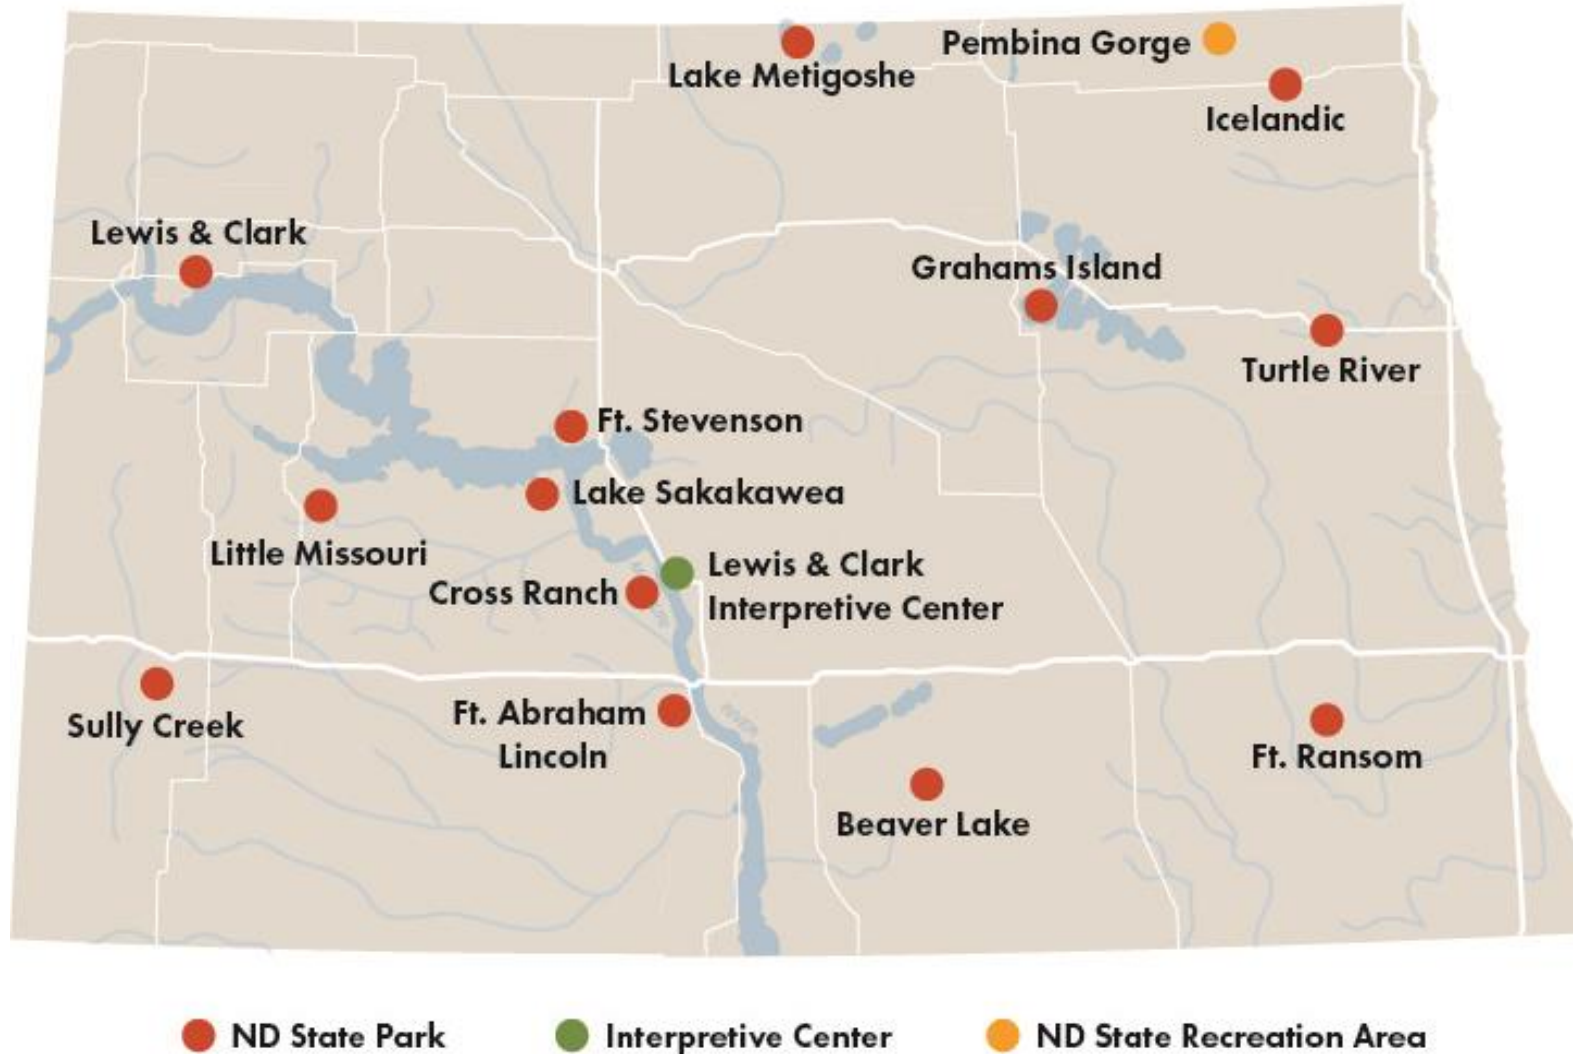 Pembina Gorge
Lake Metigoshe
Icelandic
Lewis & Clark
Grahams Island
Turtle River
Ft. Stevenson
Lake Sakakawea
Little Missouri
Cross Ranch
Lewis & Clark
Interpretive Center
Sully Creek
Ft. Abraham
Lincoln
Ft. Ransom
Beaver Lake
ND State Park
Interpretive Center
ND State Recreation Area